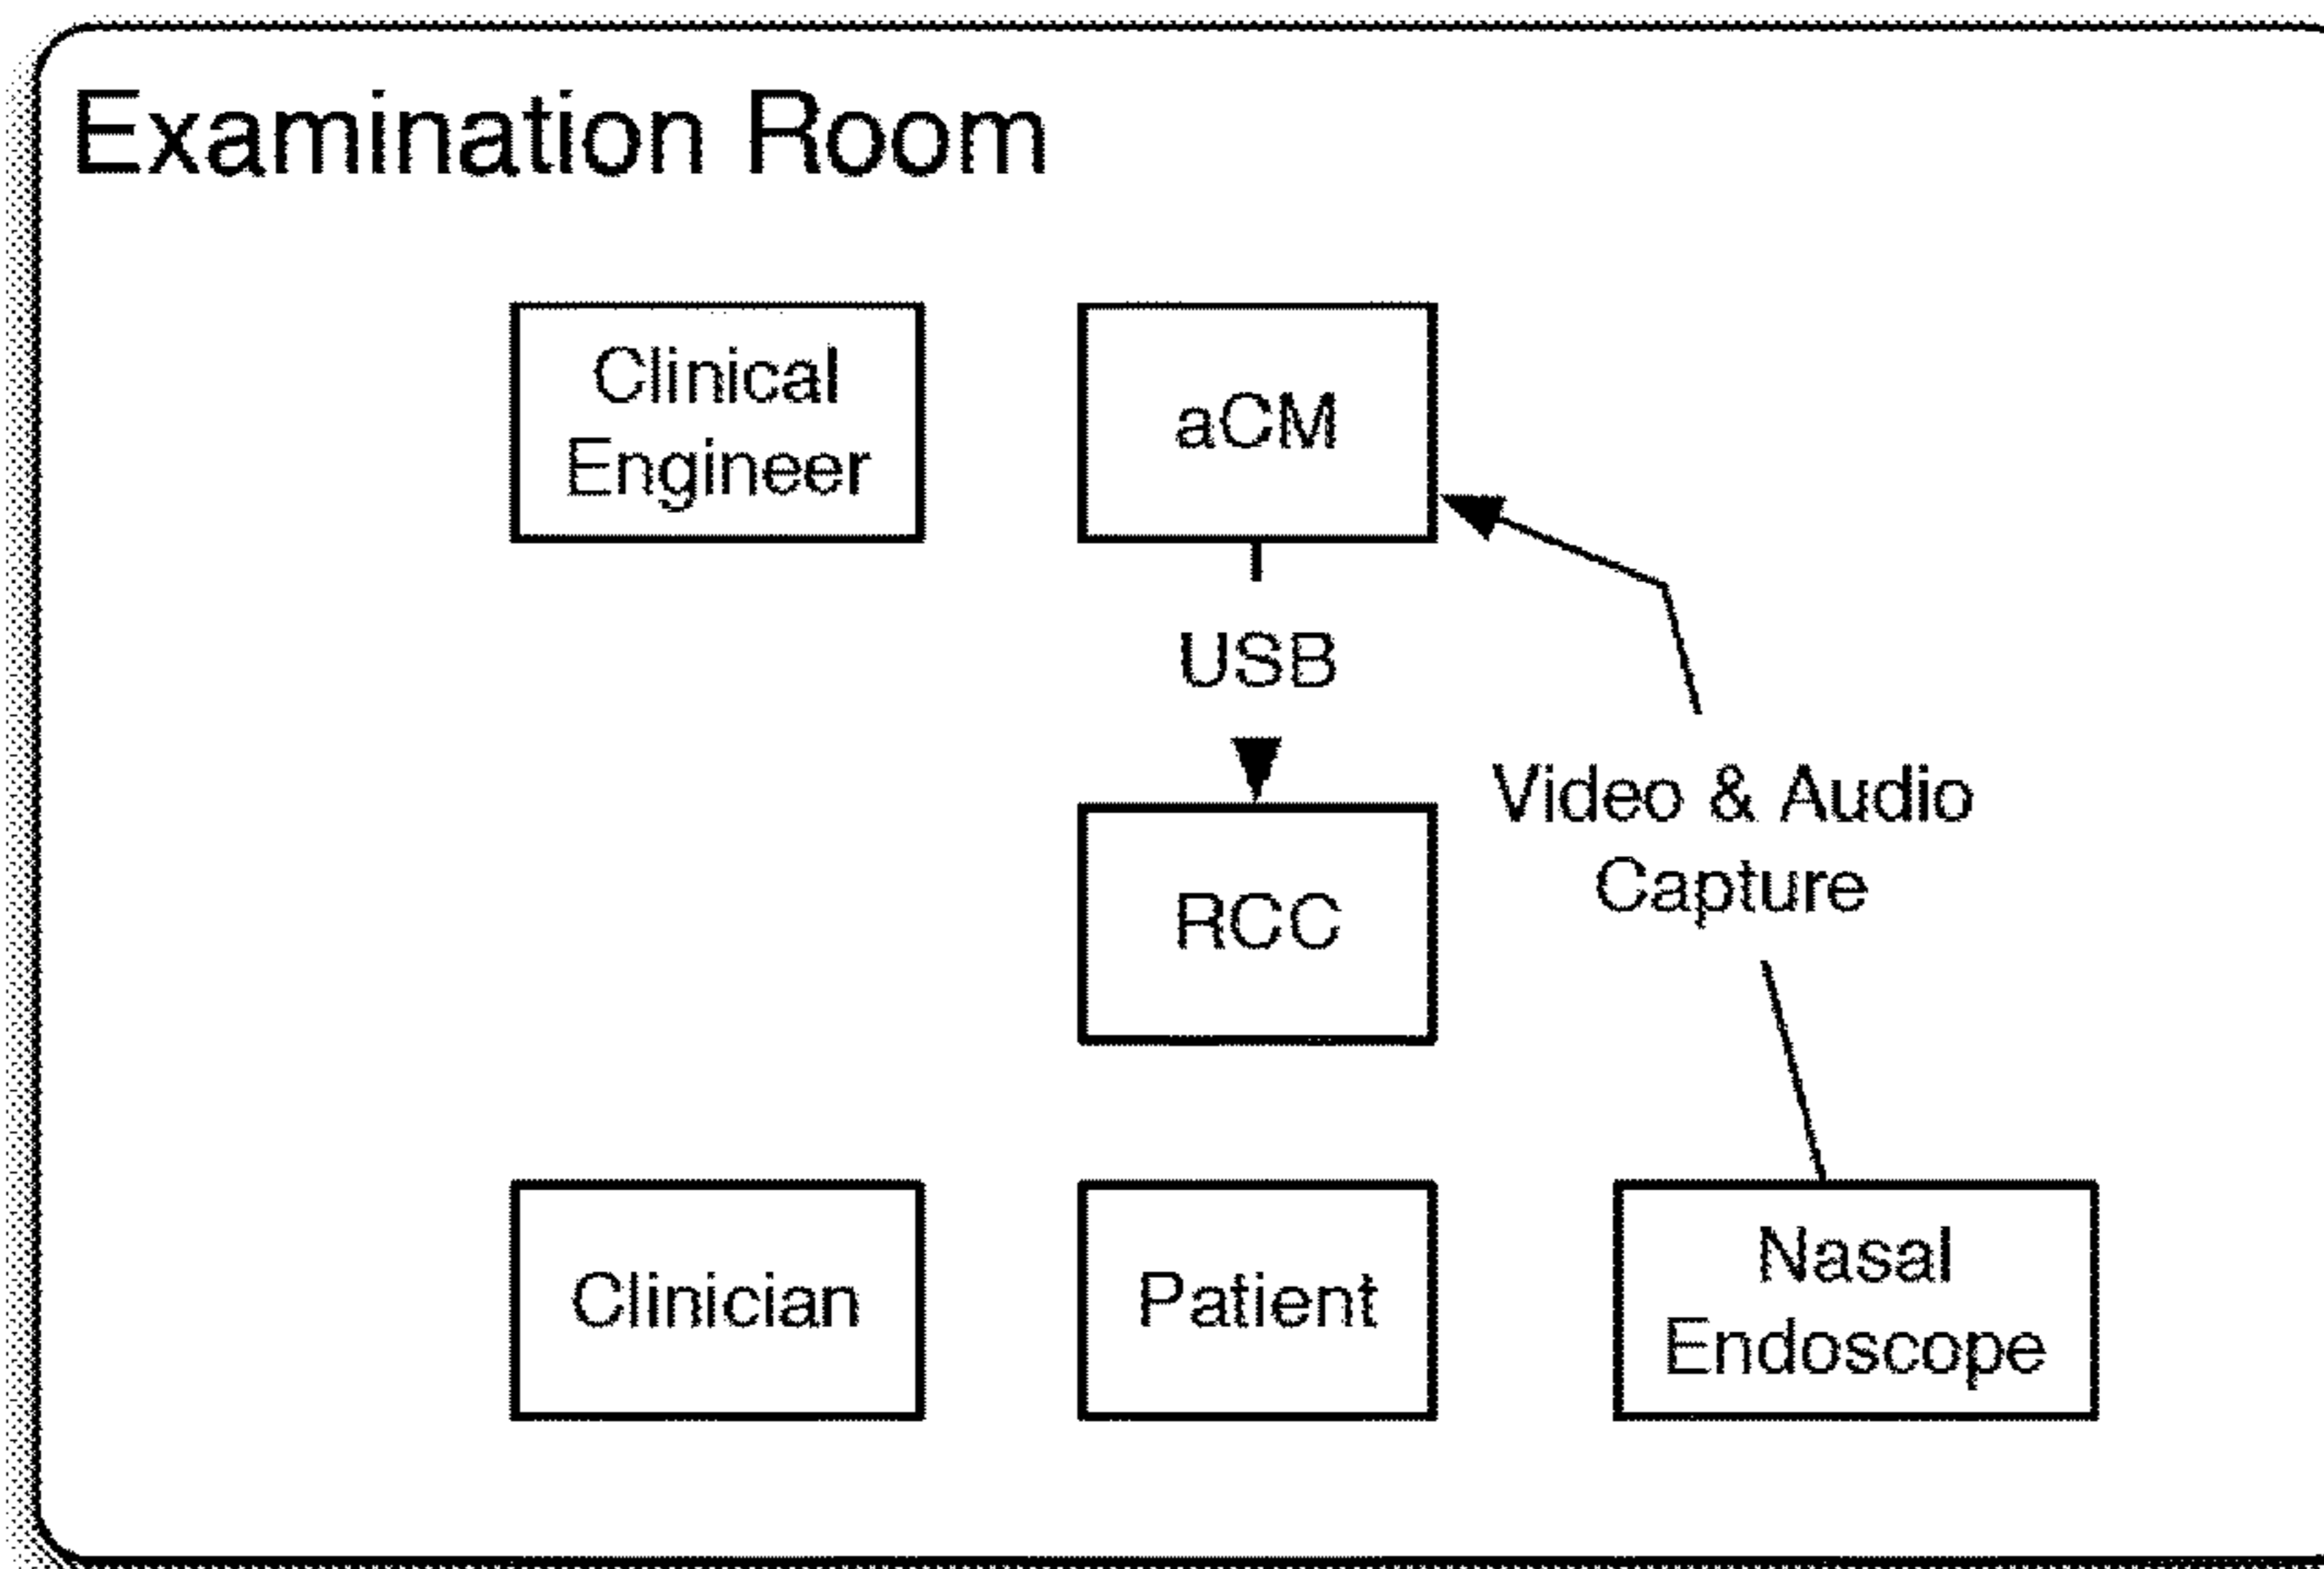 Examination Room
Clinical
Engineer
aCM
USB
RCC
Video & Audio
Capture
Clinician
Patient
Nasal
Endoscope